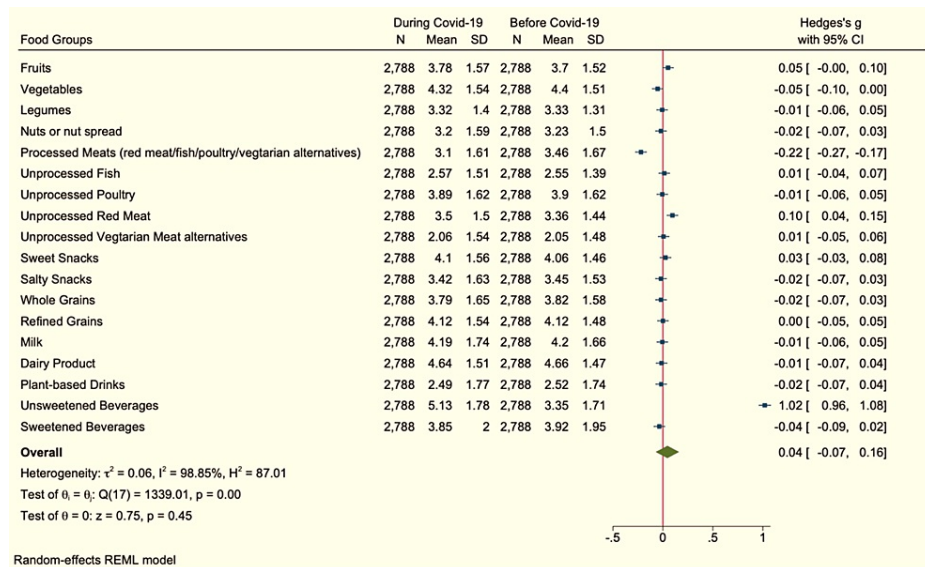 During Covid-19 Before Covid-19 Hedges's g
Food Groups N Mean SD N Mean SD with 95% CI
Fruits 2,788 3.78 1.57 2,788 3.7 1.52 0.05 [ -0.00, 0.10]
Vegetables 2,788 4.32 1.54 2,788 4.4 1.51 -0.05 [ -0.10, 0.00]
Legumes 2,788 3.32 1.4 2,788 3.33 1.31 -0.01 [ -0.06, 0.05]
Nuts or nut spread 2,788 3.2 1.59 2,788 3.23 1.5 -0.02 [ -0.07, 0.03]
Processed Meats (red meat/fish/poultry/vegtarian alternatives) 2,788 3.1 1.61 2,788 3.46 1.67 -0.22 [ -0.27, -0.17]
Unprocessed Fish 2,788 2.57 1.51 2,788 2.55 1.39 0.01 [ -0.04, 0.07]
Unprocessed Poultry 2,788 3.89 1.62 2,788 3.9 1.62 -0.01 [ -0.06, 0.05]
Unprocessed Red Meat 2,788 3.5 1.5 2,788 3.36 1.44 0.10 [ 0.04, 0.15]
Unprocessed Vegtarian Meat alternatives 2,788 2.06 1.54 2,788 2.05 1.48 0.01 [ -0.05, 0.06]
Sweet Snacks 2,788 4.1 1.56 2,788 4.06 1.46 0.03 [ -0.03, 0.08]
Salty Snacks 2,788 3.42 1.63 2,788 3.45 1.53 -0.02 [ -0.07, 0.03]
Whole Grains 2,788 3.79 1.65 2,788 3.82 1.58 -0.02 [ -0.07, 0.03]
Refined Grains 2,788 4.12 1.54 2,788 4.12 1.48 0.00 [ -0.05, 0.05]
Milk 2,788 4.19 1.74 2,788 4.2 1.66 -0.01 [ -0.06, 0.05]
Dairy Product 2,788 4.64 1.51 2,788 4.66 1.47 -0.01 [ -0.07, 0.04]
Plant-based Drinks 2,788 2.49 1.77 2,788 2.52 1.74 -0.02 [ -0.07, 0.04]
Unsweetened Beverages 2,788 5.13 1.78 2,788 3.35 1.71 1.02 [ 0.96, 1.08]
Sweetened Beverages 2,788 3.85 2 2,788 3.92 1.95 -0.04 [ -0.09, 0.02]
Overall 0.04 [ -0.07, 0.16]
Heterogeneity: τ² = 0.06, I² = 98.85%, H² = 87.01
Test of θᵢ = θⱼ: Q(17) = 1339.01, p = 0.00
Test of θ = 0: z = 0.75, p = 0.45
-.5 0 .5 1
Random-effects REML model